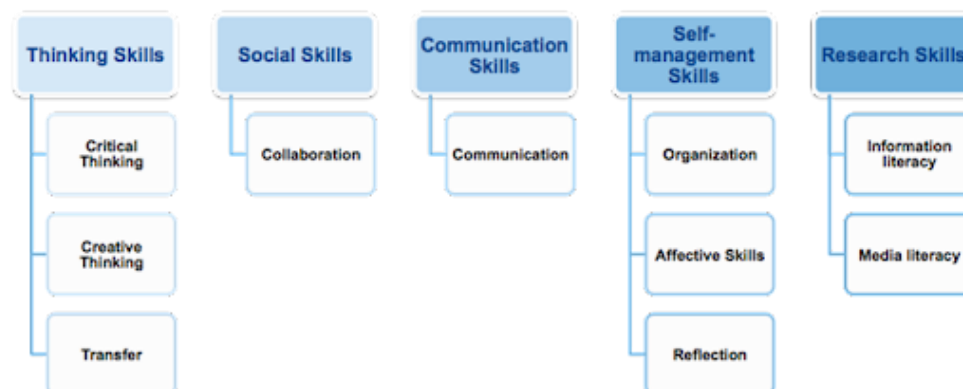 Thinking Skills
Critical
Thinking
Creative
Thinking
Transfer
Social Skills
Collaboration
Communication
Skills
Communication
Self-
management
Skills
Organization
Affective Skills
Reflection
Research Skills
Information
literacy
Media literacy